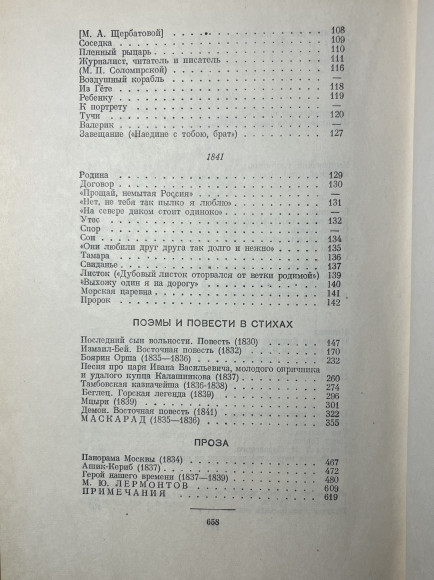 [М. А. Щербатовой] . . . . . . . . . . 108
Соседка . . . . . . . . . . 109
Пленный рыцарь . . . . . . . . . . 110
Журналист, читатель и писатель . . . . . . . . . . 111
(М. П. Соломирской) . . . . . . . . . . 116
Воздушный корабль . . . . . . . . . . —
Из Гёте . . . . . . . . . . 118
Ребенку . . . . . . . . . . 119
К портрету . . . . . . . . . . —
Тучи . . . . . . . . . . 120
Валерик . . . . . . . . . . —
Завещание («Наедине с тобою, брат») . . . . . . . . . . 127
1841
Родина . . . . . . . . . . 129
Договор . . . . . . . . . . 130
«Прощай, немытая Россия» . . . . . . . . . . —
«Нет, не тебя так пылко я люблю» . . . . . . . . . . 131
«На севере диком стоит одиноко» . . . . . . . . . . —
Утес . . . . . . . . . . 132
Спор . . . . . . . . . . —
Сон . . . . . . . . . . 134
«Они любили друг друга так долго и нежно» . . . . . . . . . . 135
Тамара . . . . . . . . . . 136
Свиданье . . . . . . . . . . 137
Листок («Дубовый листок оторвался от ветки родимой») 139
«Выхожу один я на дорогу» . . . . . . . . . . 140
Морская царевна . . . . . . . . . . 141
Пророк . . . . . . . . . . 142
ПОЭМЫ И ПОВЕСТИ В СТИХАХ
Последний сын вольности. Повесть (1830) . . . . . . . . . . 147
Измаил-Бей. Восточная повесть (1832) . . . . . . . . . . 170
Боярин Орша (1835—1836) . . . . . . . . . . 232
Песня про царя Ивана Васильевича, молодого опричника
и удалого купца Калашникова (1837) . . . . . . . . . . 260
Тамбовская казначейша (1836-1838) . . . . . . . . . . 274
Беглец. Горская легенда (1839) . . . . . . . . . . 296
Мцыри (1839) . . . . . . . . . . 301
Демон. Восточная повесть (1841) . . . . . . . . . . 322
МАСКАРАД (1835—1836) . . . . . . . . . . 355
ПРОЗА
Панорама Москвы (1834) . . . . . . . . . . 467
Ашик-Кериб (1837) . . . . . . . . . . 472
Герой нашего времени (1837—1839) . . . . . . . . . . 480
М. Ю. ЛЕРМОНТОВ . . . . . . . . . . 609
ПРИМЕЧАНИЯ . . . . . . . . . . 619
658